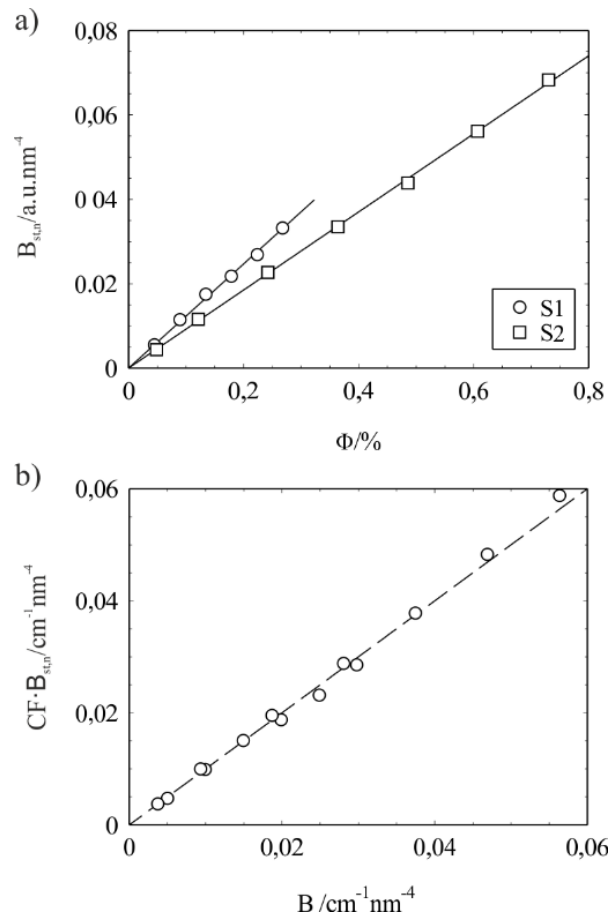 a)
0,08
0,06
0 04
0.02
0
B_st,n/a.u.nm^-4
0
0,2
0,4
0,6
0,8
Φ/%
S1
S2
b)
0,06
0,04
0,02
0
CF·B_st,n/cm^-1nm^-4
0
0,02
0,04
0,06
B /cm^-1nm^-4